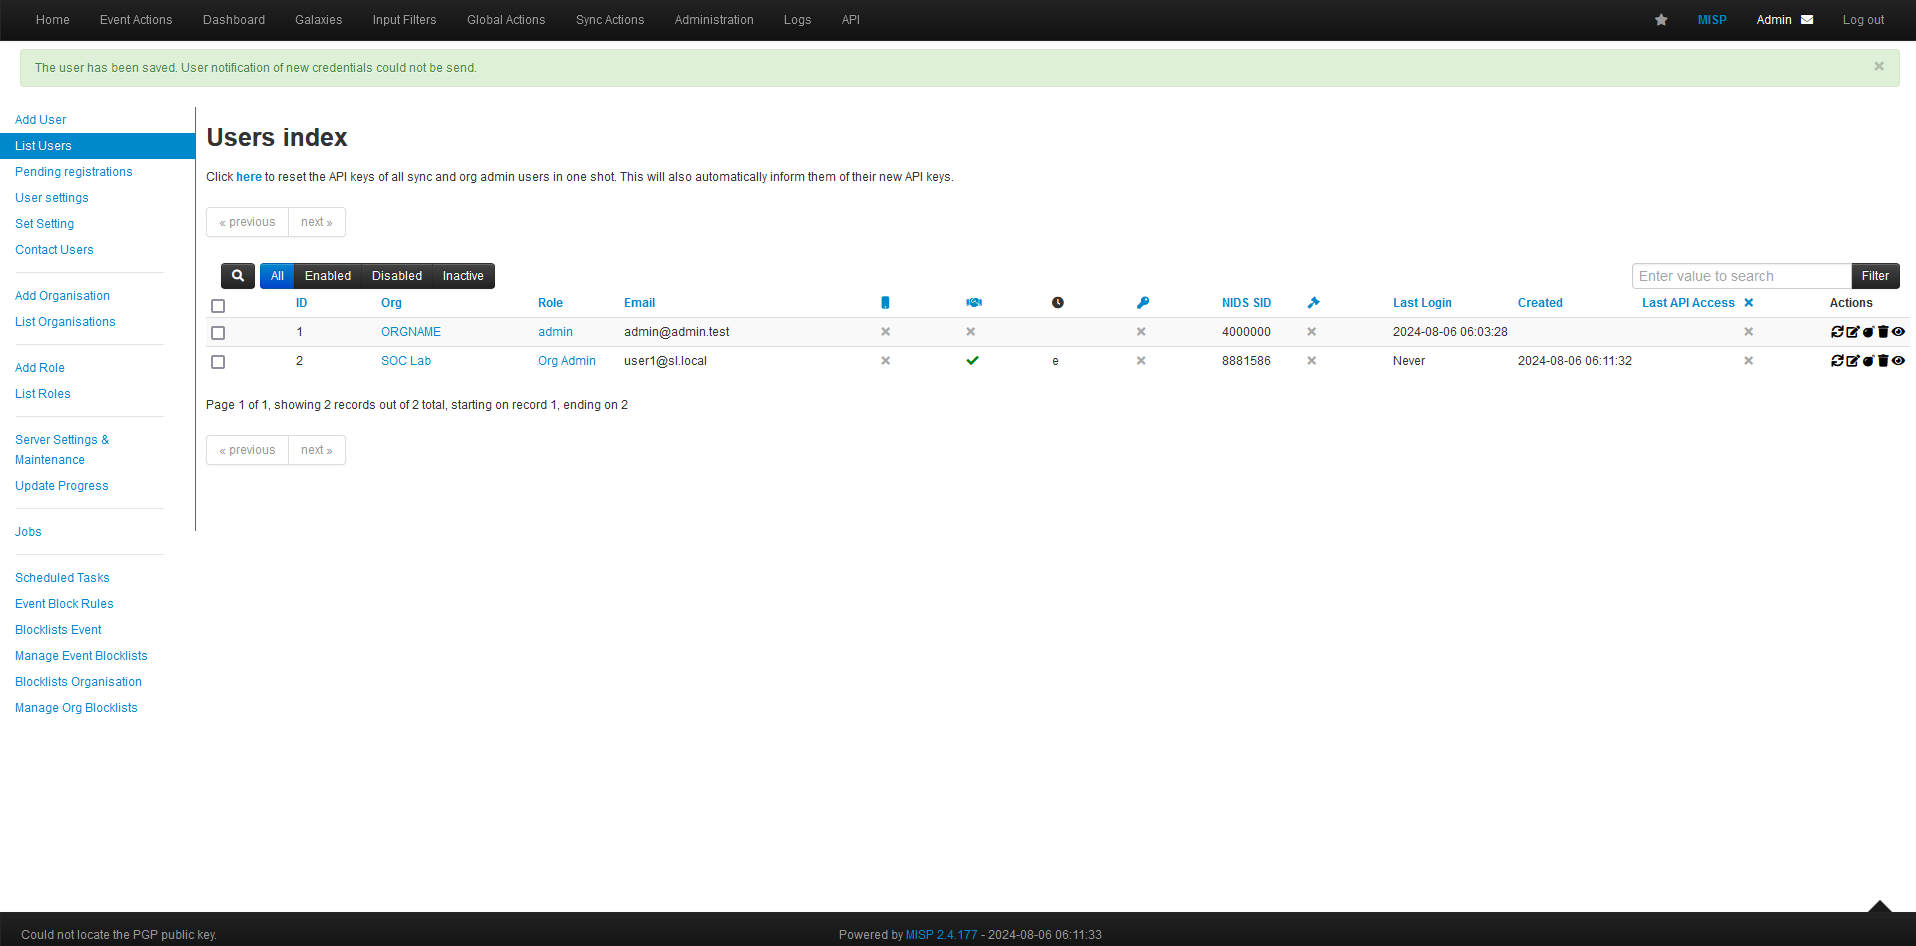 Home Event Actions Dashboard Galaxies Input Filters Global Actions Sync Actions Administration Logs API MISP Admin Log out
The user has been saved. User notification of new credentials could not be send. ×
Add User
List Users
Pending registrations
User settings
Set Setting
Contact Users
Add Organisation
List Organisations
Add Role
List Roles
Server Settings &
Maintenance
Update Progress
Jobs
Scheduled Tasks
Event Block Rules
Blocklists Event
Manage Event Blocklists
Blocklists Organisation
Manage Org Blocklists
Users index
Click here to reset the API keys of all sync and org admin users in one shot. This will also automatically inform them of their new API keys.
« previous next »
All Enabled Disabled Inactive Enter value to search Filter
ID Org Role Email NIDS SID Last Login Created Last API Access Actions
1 ORGNAME admin admin@admin.test 4000000 2024-08-06 06:03:28
2 SOC Lab Org Admin user1@sl.local e 8881586 Never 2024-08-06 06:11:32
Page 1 of 1, showing 2 records out of 2 total, starting on record 1, ending on 2
« previous next »
Could not locate the PGP public key. Powered by MISP 2.4.177 - 2024-08-06 06:11:33